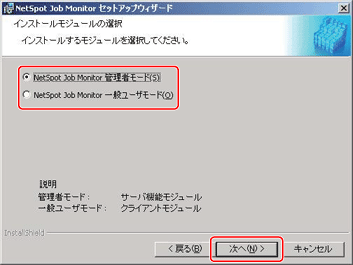 NetSpot Job Monitor セットアップウィザード
インストールモジュールの選択
インストールするモジュールを選択してください。
NetSpot Job Monitor 管理者モード(S)
NetSpot Job Monitor 一般ユーザモード(O)
説明
管理者モード： サーバ機能モジュール
一般ユーザモード： クライアントモジュール
InstallShield
< 戻る(B) 次へ(N) > キャンセル